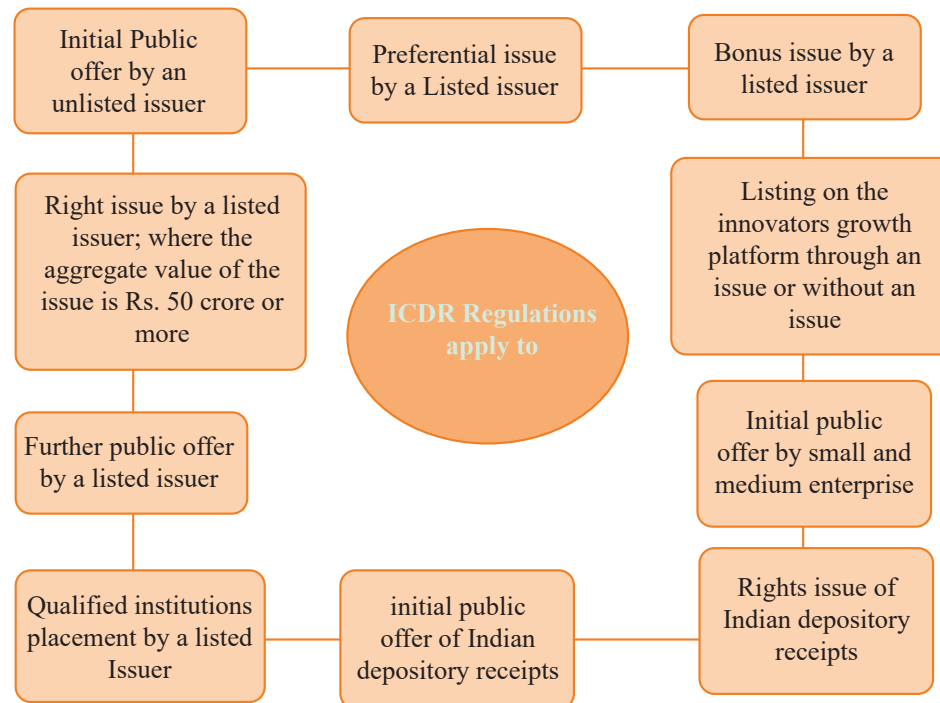 Initial Public
offer by an
unlisted issuer
Preferential issue
by a Listed issuer
Bonus issue by a
listed issuer
Right issue by a listed
issuer; where the
aggregate value of the
issue is Rs. 50 crore or
more
ICDR Regulations
apply to
Listing on the
innovators growth
platform through an
issue or without an
issue
Further public offer
by a listed issuer
Initial public
offer by small and
medium enterprise
Qualified institutions
placement by a listed
Issuer
initial public
offer of Indian
depository receipts
Rights issue of
Indian depository
receipts